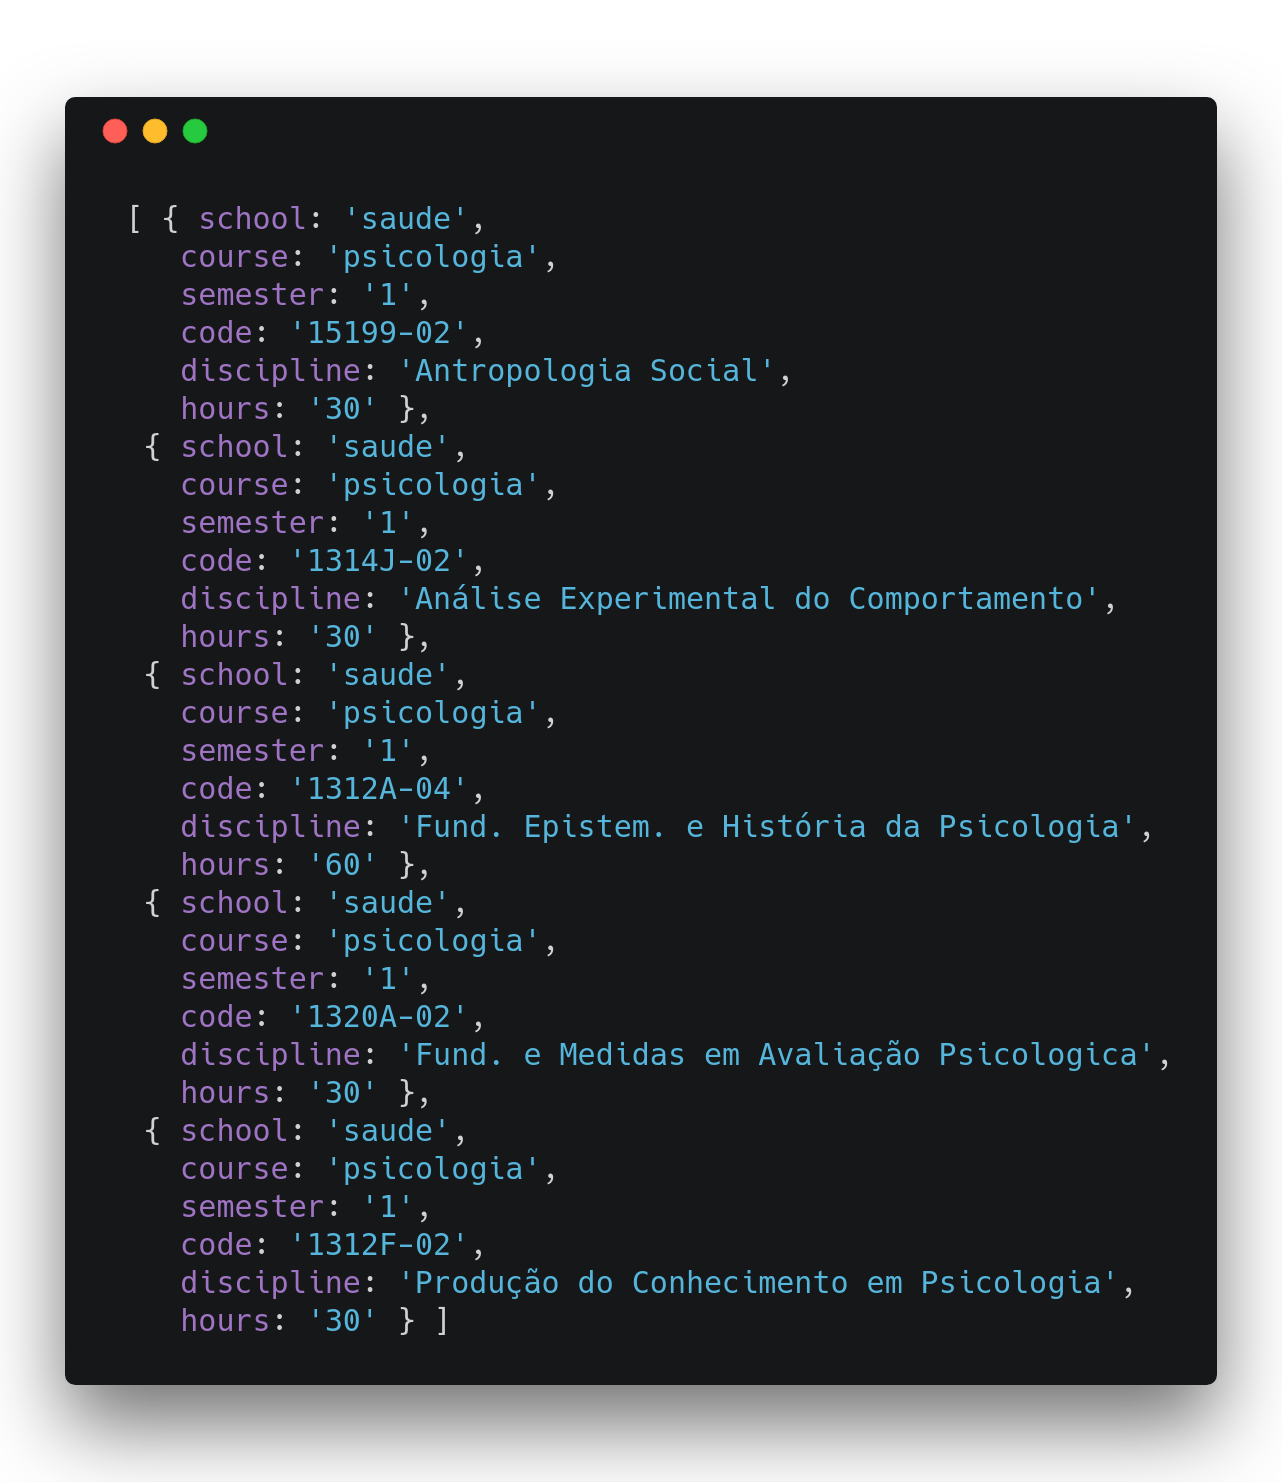 [ { school: 'saude',
course: 'psicologia',
semester: '1',
code: '15199-02',
discipline: 'Antropologia Social',
hours: '30' },
{ school: 'saude',
course: 'psicologia',
semester: '1',
code: '1314J-02',
discipline: 'Análise Experimental do Comportamento',
hours: '30' },
{ school: 'saude',
course: 'psicologia',
semester: '1',
code: '1312A-04',
discipline: 'Fund. Epistem. e História da Psicologia',
hours: '60' },
{ school: 'saude',
course: 'psicologia',
semester: '1',
code: '1320A-02',
discipline: 'Fund. e Medidas em Avaliação Psicologica',
hours: '30' },
{ school: 'saude',
course: 'psicologia',
semester: '1',
code: '1312F-02',
discipline: 'Produção do Conhecimento em Psicologia',
hours: '30' } ]